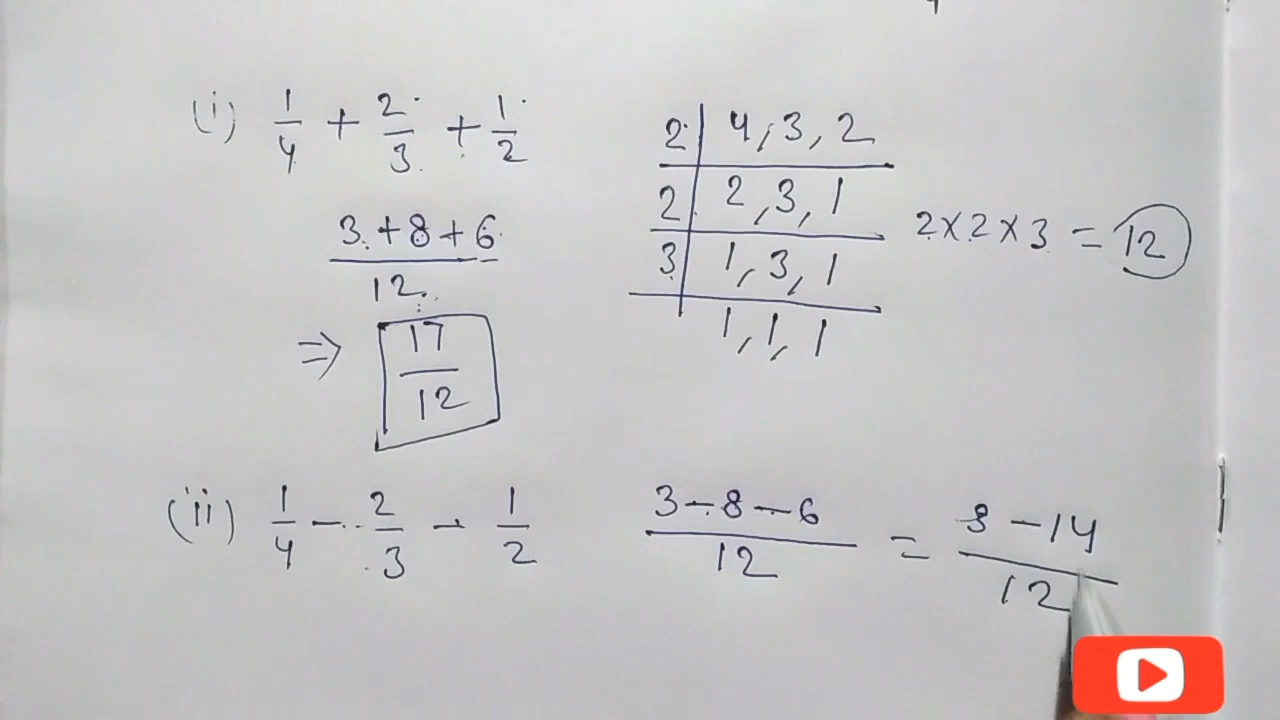 (i) 1/4 + 2/3 + 1/2
3+8+6/12
⇒ 17/12
2 | 4,3,2
2 | 2,3,1
3 | 1,3,1
1,1,1
2×2×3 = 12
(ii) 1/4 - 2/3 - 1/2
3-8-6/12 = 3-14/12